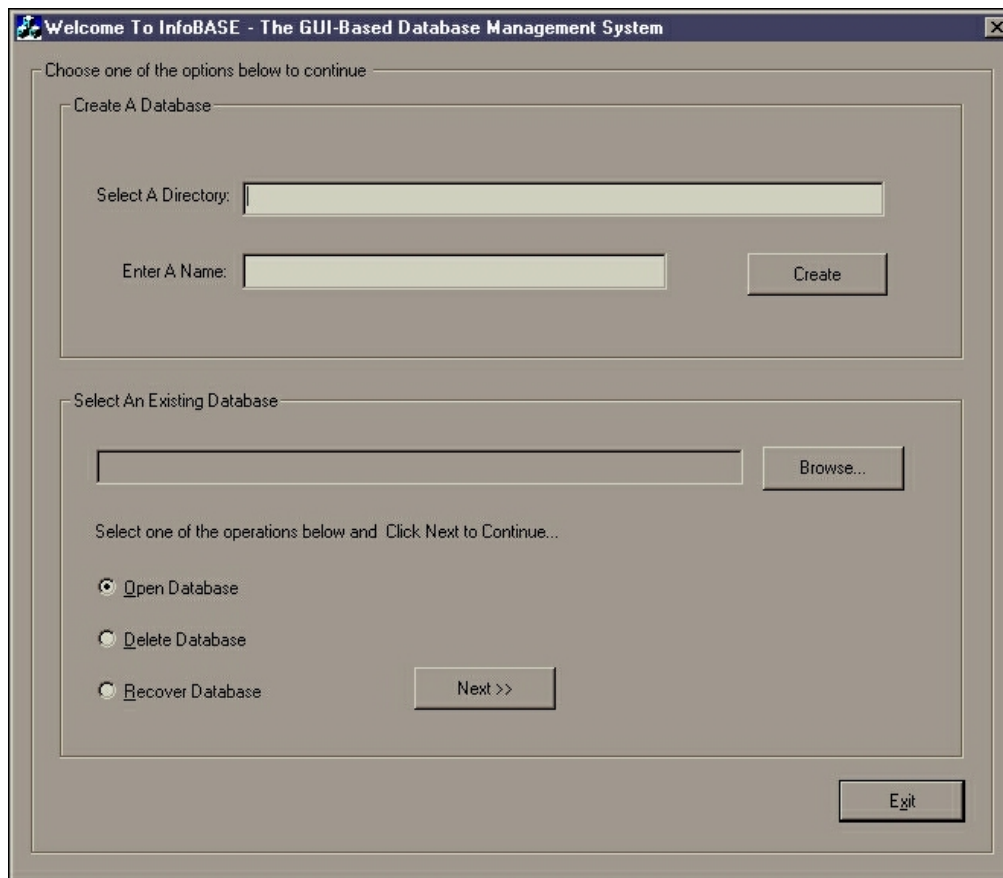 Welcome To InfoBASE - The GUI-Based Database Management System
Choose one of the options below to continue
Create A Database
Select A Directory:
Enter A Name:
Create
Select An Existing Database
Browse...
Select one of the operations below and  Click Next to Continue...
Open Database
Delete Database
Recover Database
Next >>
Exit